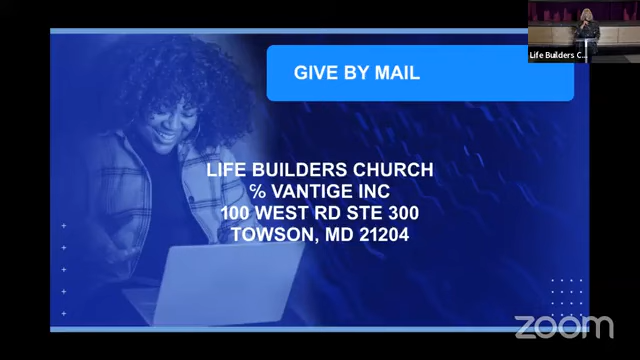 Life Builders C...
GIVE BY MAIL
LIFE BUILDERS CHURCH
℅ VANTIGE INC
100 WEST RD STE 300
TOWSON, MD 21204
zoom